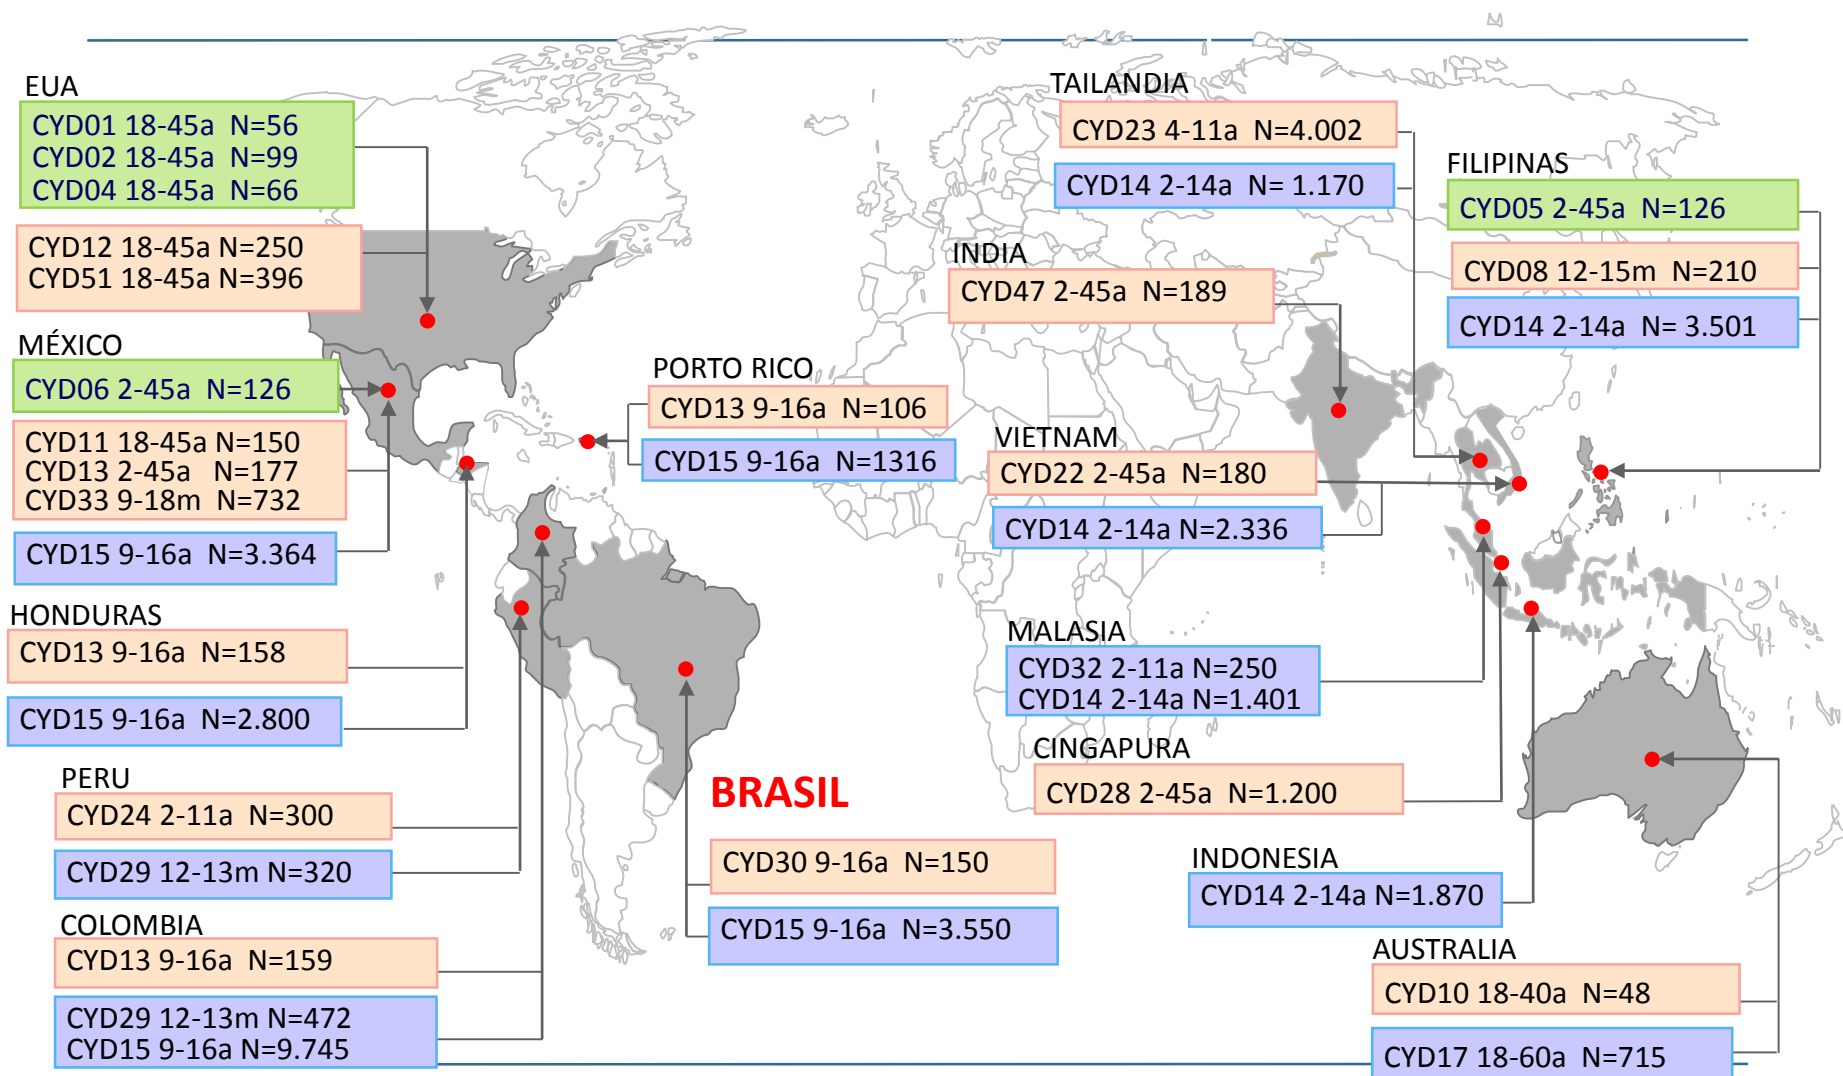 EUA
CYD01 18-45a N=56
CYD02 18-45a N=99
CYD04 18-45a N=66
CYD12 18-45a N=250
CYD51 18-45a N=396
MÉXICO
CYD06 2-45a N=126
CYD11 18-45a N=150
CYD13 2-45a N=177
CYD33 9-18m N=732
CYD15 9-16a N=3.364
HONDURAS
CYD13 9-16a N=158
CYD15 9-16a N=2.800
PERU
CYD24 2-11a N=300
CYD29 12-13m N=320
COLOMBIA
CYD13 9-16a N=159
CYD29 12-13m N=472
CYD15 9-16a N=9.745
PORTO RICO
CYD13 9-16a N=106
CYD15 9-16a N=1316
BRASIL
CYD30 9-16a N=150
CYD15 9-16a N=3.550
TAILANDIA
CYD23 4-11a N=4.002
CYD14 2-14a N= 1.170
INDIA
CYD47 2-45a N=189
VIETNAM
CYD22 2-45a N=180
CYD14 2-14a N=2.336
MALASIA
CYD32 2-11a N=250
CYD14 2-14a N=1.401
CINGAPURA
CYD28 2-45a N=1.200
INDONESIA
CYD14 2-14a N=1.870
FILIPINAS
CYD05 2-45a N=126
CYD08 12-15m N=210
CYD14 2-14a N= 3.501
AUSTRALIA
CYD10 18-40a N=48
CYD17 18-60a N=715